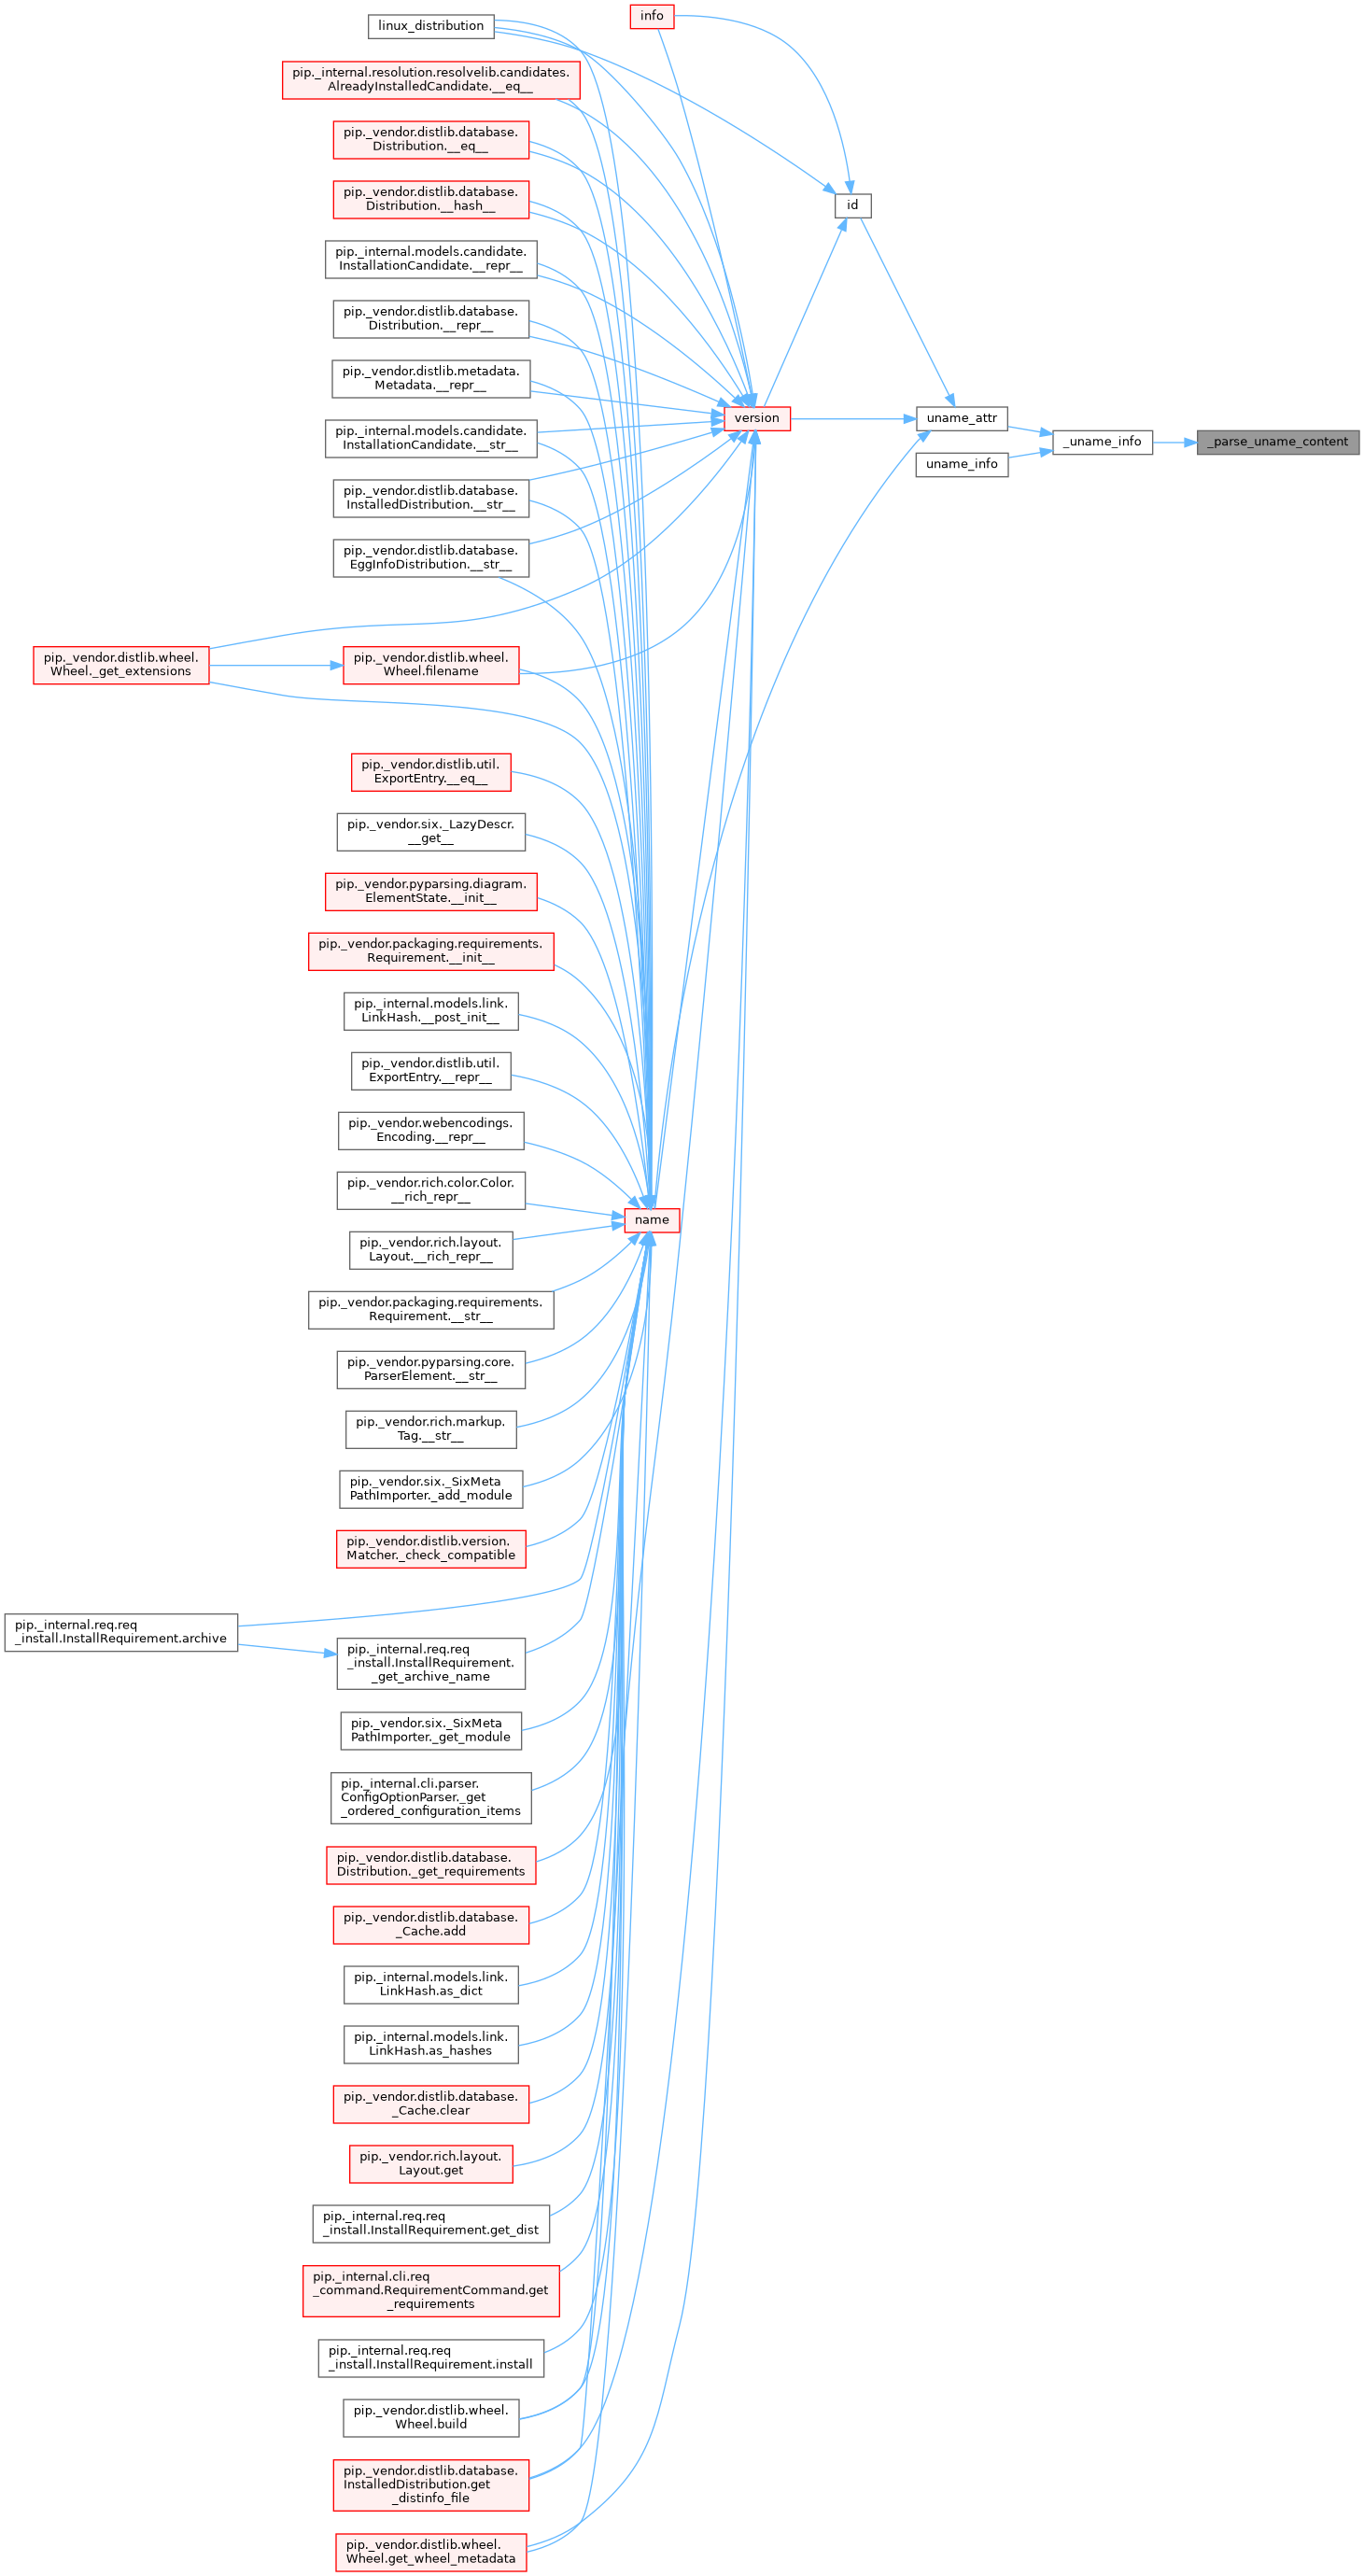 linux_distribution
info
pip._internal.resolution.resolvelib.candidates.
AlreadyInstalledCandidate.__eq__
pip._vendor.distlib.database.
Distribution.__eq__
pip._vendor.distlib.database.
Distribution.__hash__
id
pip._internal.models.candidate.
InstallationCandidate.__repr__
pip._vendor.distlib.database.
Distribution.__repr__
pip._vendor.distlib.metadata.
Metadata.__repr__
version
uname_attr
_uname_info
_parse_uname_content
uname_info
pip._internal.models.candidate.
InstallationCandidate.__str__
pip._vendor.distlib.database.
InstalledDistribution.__str__
pip._vendor.distlib.database.
EggInfoDistribution.__str__
pip._vendor.distlib.wheel.
Wheel._get_extensions
pip._vendor.distlib.wheel.
Wheel.filename
pip._vendor.distlib.util.
ExportEntry.__eq__
pip._vendor.six._LazyDescr.
__get__
pip._vendor.pyparsing.diagram.
ElementState.__init__
pip._vendor.packaging.requirements.
Requirement.__init__
pip._internal.models.link.
LinkHash.__post_init__
pip._vendor.distlib.util.
ExportEntry.__repr__
pip._vendor.webencodings.
Encoding.__repr__
pip._vendor.rich.color.Color.
__rich_repr__
name
pip._vendor.rich.layout.
Layout.__rich_repr__
pip._vendor.packaging.requirements.
Requirement.__str__
pip._vendor.pyparsing.core.
ParserElement.__str__
pip._vendor.rich.markup.
Tag.__str__
pip._vendor.six._SixMeta
PathImporter._add_module
pip._vendor.distlib.version.
Matcher._check_compatible
pip._internal.req.req
_install.InstallRequirement.archive
pip._internal.req.req
_install.InstallRequirement.
_get_archive_name
pip._vendor.six._SixMeta
PathImporter._get_module
pip._internal.cli.parser.
ConfigOptionParser._get
_ordered_configuration_items
pip._vendor.distlib.database.
Distribution._get_requirements
pip._vendor.distlib.database.
_Cache.add
pip._internal.models.link.
LinkHash.as_dict
pip._internal.models.link.
LinkHash.as_hashes
pip._vendor.distlib.database.
_Cache.clear
pip._vendor.rich.layout.
Layout.get
pip._internal.req.req
_install.InstallRequirement.get_dist
pip._internal.cli.req
_command.RequirementCommand.get
_requirements
pip._internal.req.req
_install.InstallRequirement.install
pip._vendor.distlib.wheel.
Wheel.build
pip._vendor.distlib.database.
InstalledDistribution.get
_distinfo_file
pip._vendor.distlib.wheel.
Wheel.get_wheel_metadata